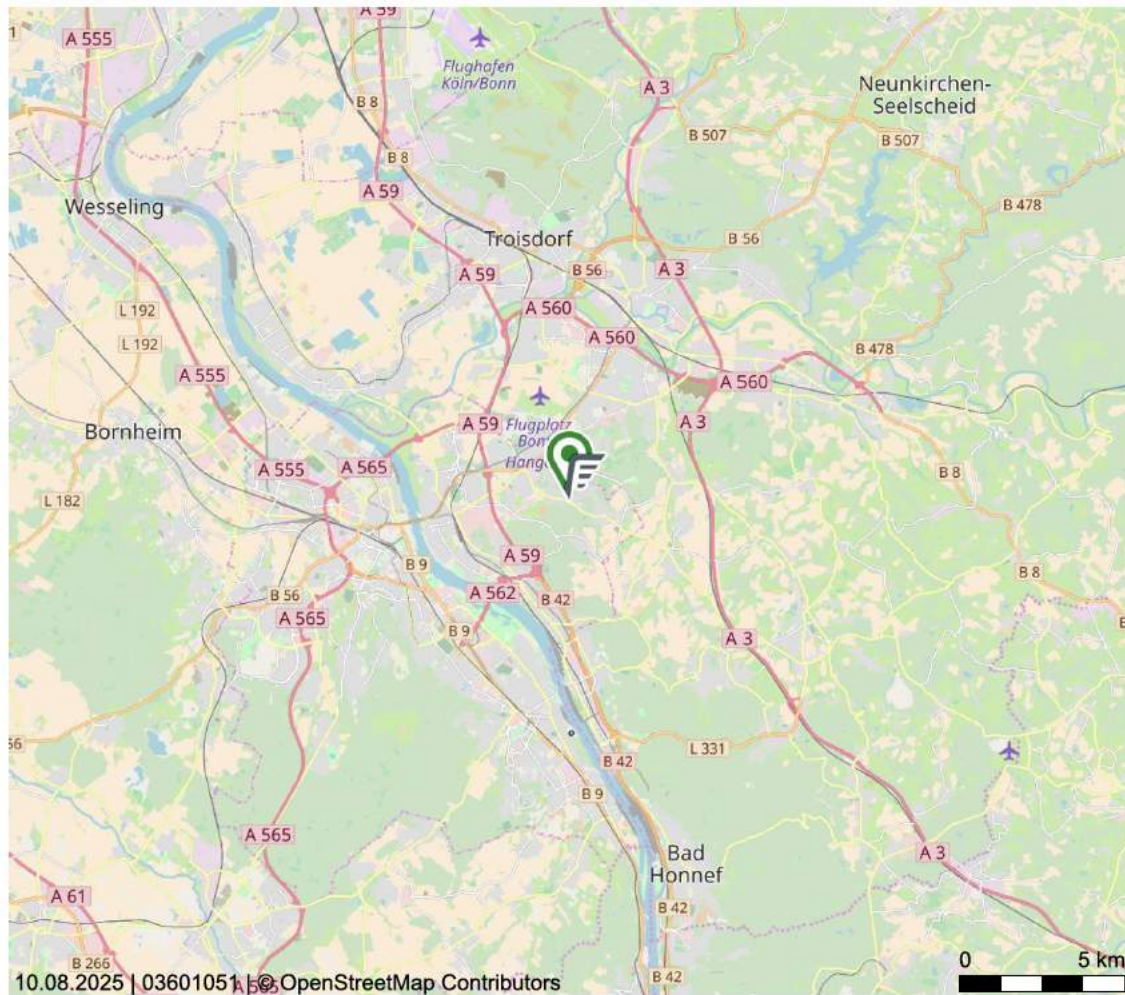 A 59
A 555
Flughafen
Köln/Bonn
A 3
Neunkirchen-
Seelscheid
B 8
B 507
B 507
B 8
A 59
B 478
Wesseling
Troisdorf
B 56
A 59
B 56
A 3
L 192
A 560
A 560
L 192
B 478
A 555
A 560
A 59
A 3
Flugplatz
Bornheim
A 555
A 565
B 8
L 182
A 59
B 9
B 8
B 56
A 562
B 42
A 565
B 9
A 3
56
L 331
B 42
B 9
A 565
Bad
Honnef
A 3
A 61
B 42
B 266
B 42
10.08.2025 | 03601051 | © OpenStreetMap Contributors
0 5 km